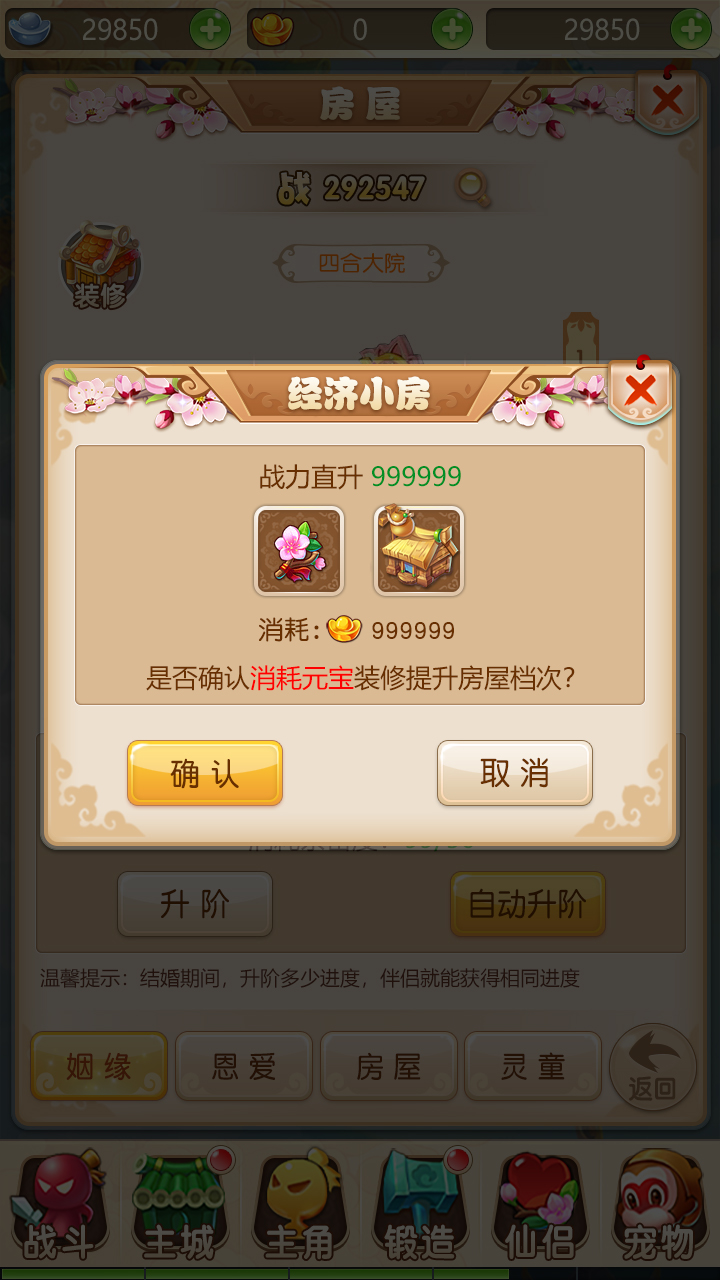 29850 0 29850
房屋
战 292547
装修
四合大院
1
经济小房
战力直升 999999
消耗: 999999
是否确认消耗元宝装修提升房屋档次?
确认 取消
升阶 自动升阶
温馨提示：结婚期间，升阶多少进度，伴侣就能获得相同进度
姻缘 恩爱 房屋 灵童 返回
战斗 主城 主角 锻造 仙侣 宠物